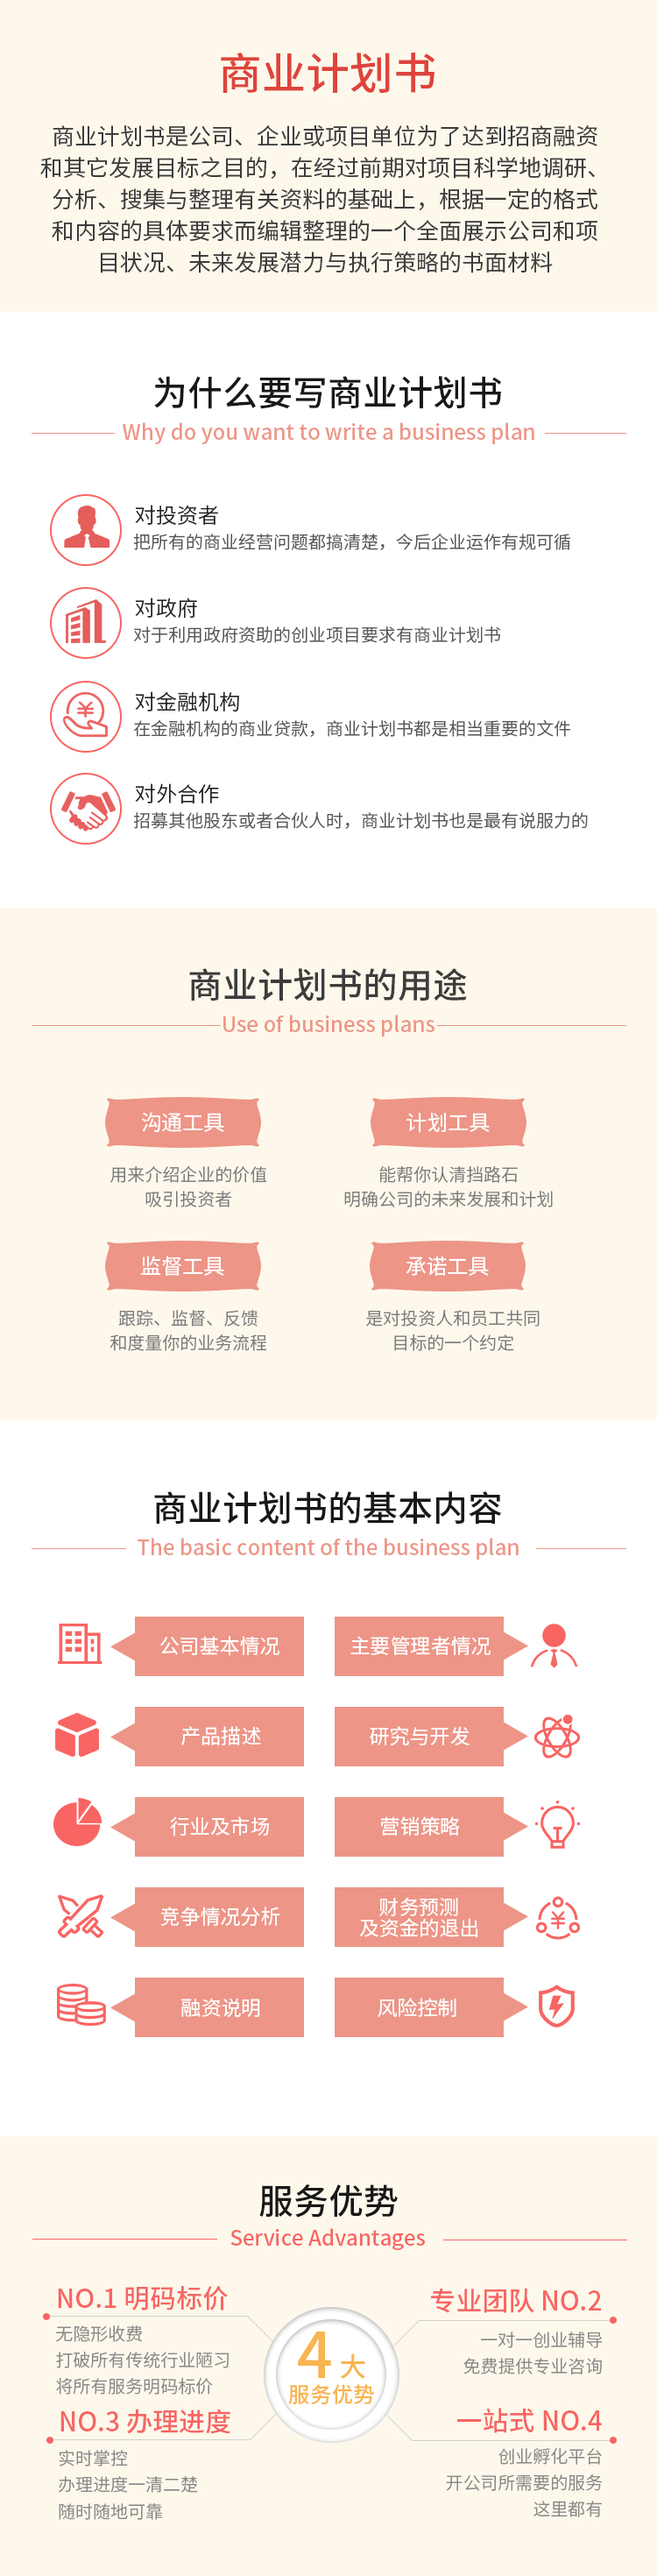 商业计划书
商业计划书是公司、企业或项目单位为了达到招商融资
和其它发展目标之目的，在经过前期对项目科学地调研、
分析、搜集与整理有关资料的基础上，根据一定的格式
和内容的具体要求而编辑整理的一个全面展示公司和项
目状况、未来发展潜力与执行策略的书面材料
为什么要写商业计划书
Why do you want to write a business plan
对投资者
把所有的商业经营问题都搞清楚，今后企业运作有规可循
对政府
对于利用政府资助的创业项目要求有商业计划书
对金融机构
在金融机构的商业贷款，商业计划书都是相当重要的文件
对外合作
招募其他股东或者合伙人时，商业计划书也是最有说服力的
商业计划书的用途
Use of business plans
沟通工具
用来介绍企业的价值
吸引投资者
计划工具
能帮你认清挡路石
明确公司的未来发展和计划
监督工具
跟踪、监督、反馈
和度量你的业务流程
承诺工具
是对投资人和员工共同
目标的一个约定
商业计划书的基本内容
The basic content of the business plan
公司基本情况
主要管理者情况
产品描述
研究与开发
行业及市场
营销策略
竞争情况分析
财务预测
及资金的退出
融资说明
风险控制
服务优势
Service Advantages
NO.1 明码标价
无隐形收费
打破所有传统行业陋习
将所有服务明码标价
专业团队 NO.2
一对一创业辅导
免费提供专业咨询
4 大
服务优势
NO.3 办理进度
实时掌控
办理进度一清二楚
随时随地可靠
一站式 NO.4
创业孵化平台
开公司所需要的服务
这里都有